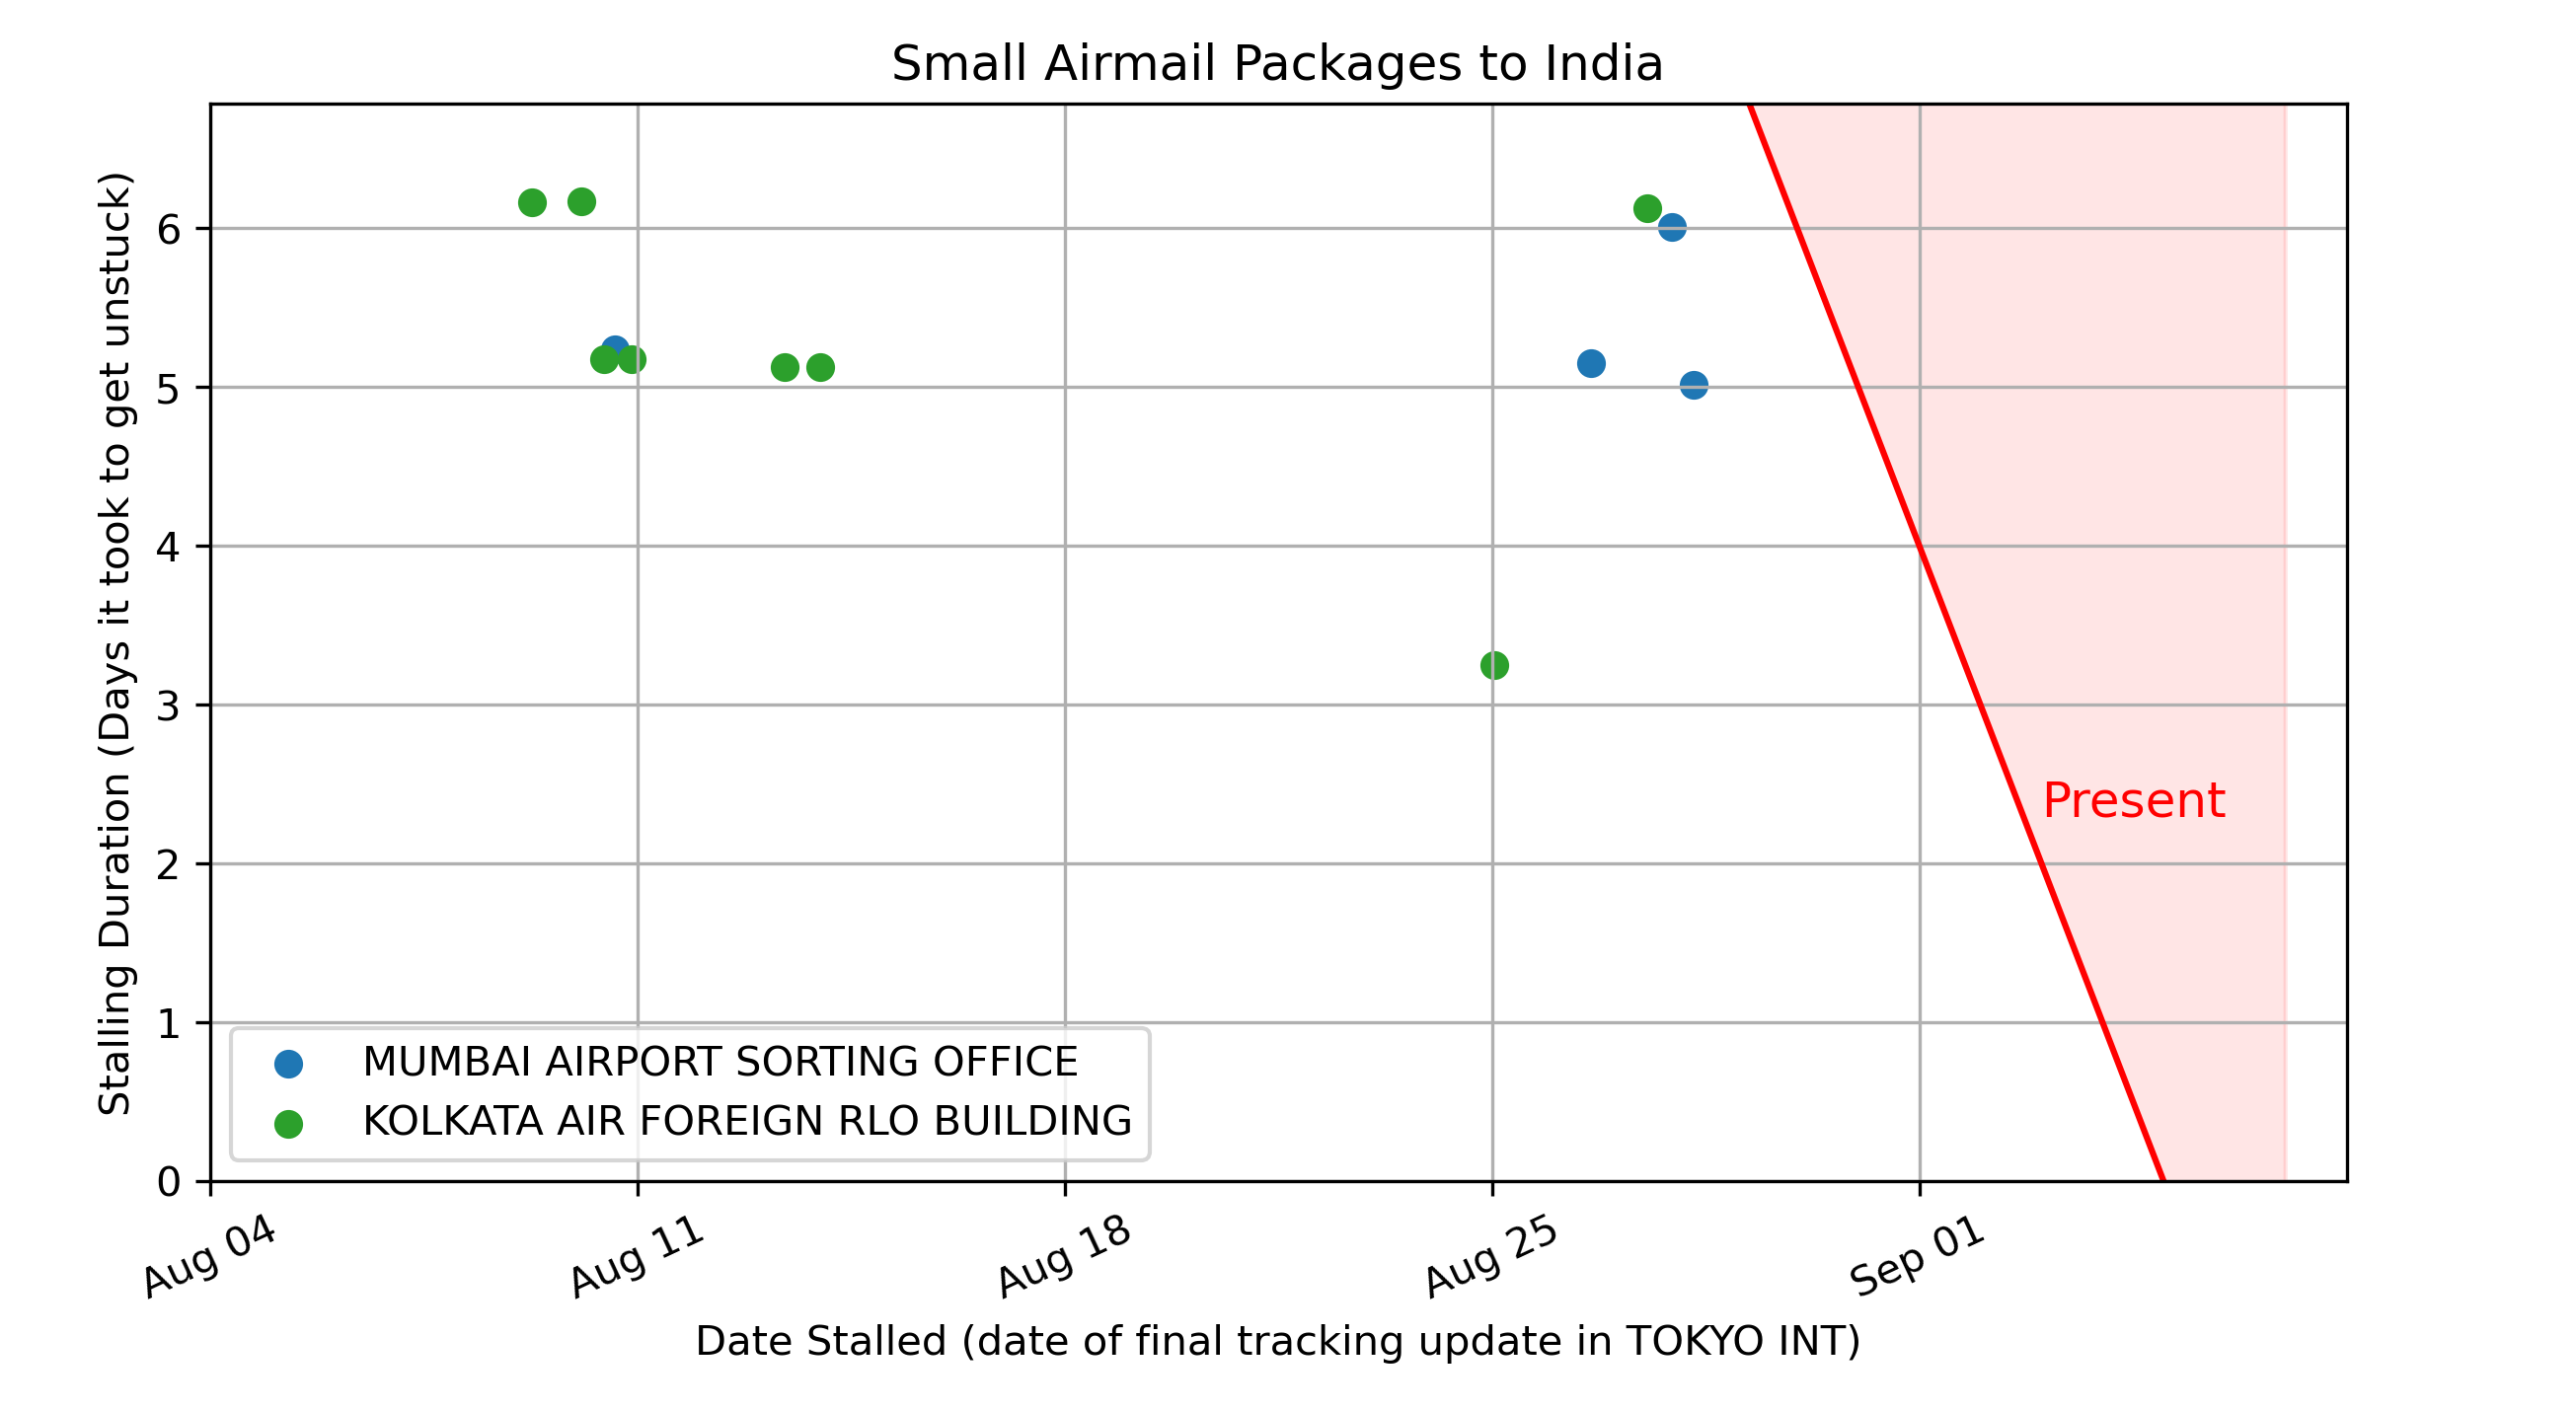 Small Airmail Packages to India
Stalling Duration (Days it took to get unstuck)
6
5
4
3
2
1
0
Present
MUMBAI AIRPORT SORTING OFFICE
KOLKATA AIR FOREIGN RLO BUILDING
Aug 04
Aug 11
Aug 18
Aug 25
Sep 01
Date Stalled (date of final tracking update in TOKYO INT)